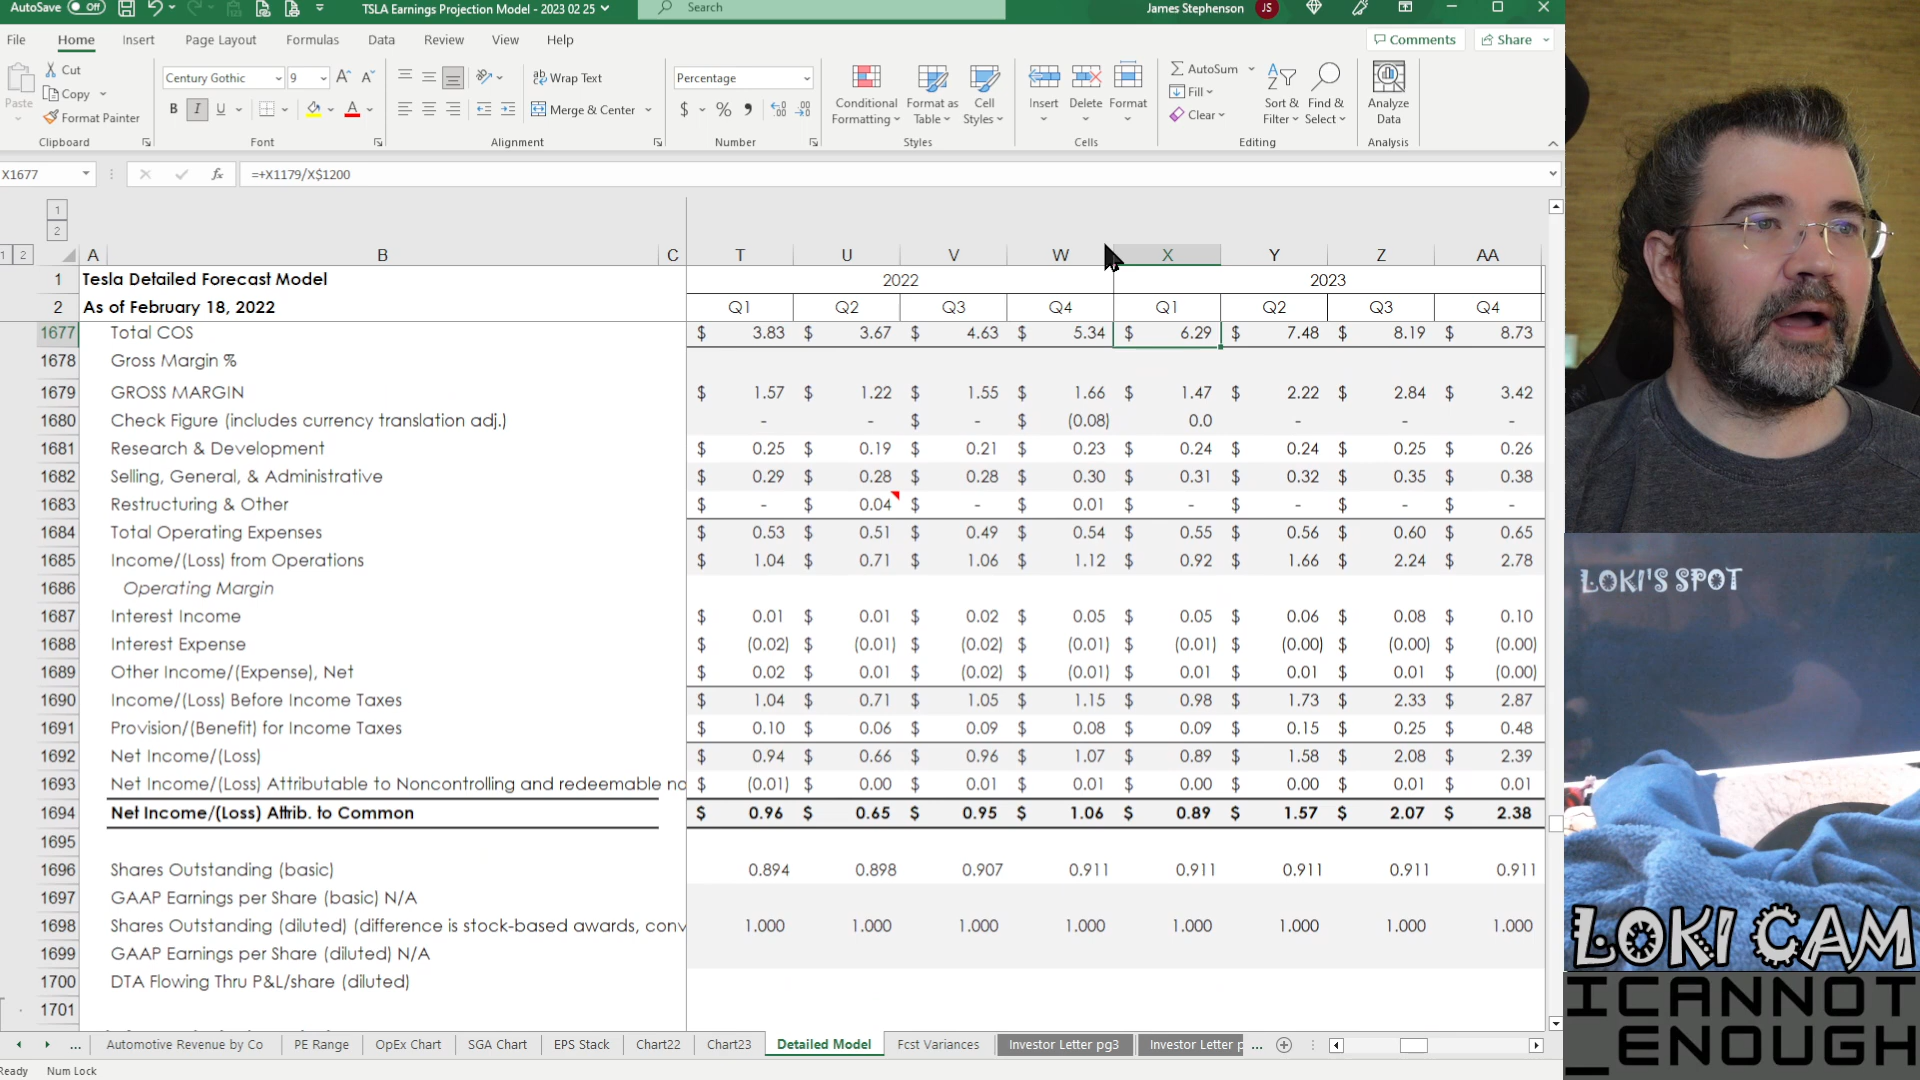 AutoSave Off TSLA Earnings Projection Model - 2023 02 25 Search James Stephenson JS
File Home Insert Page Layout Formulas Data Review View Help Comments Share
Paste Cut Copy Format Painter Clipboard
Century Gothic 9 B I U Font
Wrap Text Merge & Center Alignment
Percentage $ % Number
Conditional Formatting Format as Table Cell Styles Styles
Insert Delete Format Cells
AutoSum Fill Clear Sort & Filter Find & Select Editing
Analyze Data Analysis
X1677 fx =+X1179/X$1200
1
2
1 2 A B C T U V W X Y Z AA
1 Tesla Detailed Forecast Model 2022 2023
2 As of February 18, 2022 Q1 Q2 Q3 Q4 Q1 Q2 Q3 Q4
1677 Total COS $ 3.83 $ 3.67 $ 4.63 $ 5.34 $ 6.29 $ 7.48 $ 8.19 $ 8.73
1678 Gross Margin %
1679 GROSS MARGIN $ 1.57 $ 1.22 $ 1.55 $ 1.66 $ 1.47 $ 2.22 $ 2.84 $ 3.42
1680 Check Figure (includes currency translation adj.) - - $ - $ (0.08) 0.0 - - -
1681 Research & Development $ 0.25 $ 0.19 $ 0.21 $ 0.23 $ 0.24 $ 0.24 $ 0.25 $ 0.26
1682 Selling, General, & Administrative $ 0.29 $ 0.28 $ 0.28 $ 0.30 $ 0.31 $ 0.32 $ 0.35 $ 0.38
1683 Restructuring & Other $ - $ 0.04 $ - $ 0.01 $ - $ - $ - $ -
1684 Total Operating Expenses $ 0.53 $ 0.51 $ 0.49 $ 0.54 $ 0.55 $ 0.56 $ 0.60 $ 0.65
1685 Income/(Loss) from Operations $ 1.04 $ 0.71 $ 1.06 $ 1.12 $ 0.92 $ 1.66 $ 2.24 $ 2.78
1686 Operating Margin
1687 Interest Income $ 0.01 $ 0.01 $ 0.02 $ 0.05 $ 0.05 $ 0.06 $ 0.08 $ 0.10
1688 Interest Expense $ (0.02) $ (0.01) $ (0.02) $ (0.01) $ (0.01) $ (0.00) $ (0.00) $ (0.00)
1689 Other Income/(Expense), Net $ 0.02 $ 0.01 $ (0.02) $ (0.01) $ 0.01 $ 0.01 $ 0.01 $ (0.00)
1690 Income/(Loss) Before Income Taxes $ 1.04 $ 0.71 $ 1.05 $ 1.15 $ 0.98 $ 1.73 $ 2.33 $ 2.87
1691 Provision/(Benefit) for Income Taxes $ 0.10 $ 0.06 $ 0.09 $ 0.08 $ 0.09 $ 0.15 $ 0.25 $ 0.48
1692 Net Income/(Loss) $ 0.94 $ 0.66 $ 0.96 $ 1.07 $ 0.89 $ 1.58 $ 2.08 $ 2.39
1693 Net Income/(Loss) Attributable to Noncontrolling and redeemable no $ (0.01) $ 0.00 $ 0.01 $ 0.01 $ 0.00 $ 0.00 $ 0.01 $ 0.01
1694 Net Income/(Loss) Attrib. to Common $ 0.96 $ 0.65 $ 0.95 $ 1.06 $ 0.89 $ 1.57 $ 2.07 $ 2.38
1695
1696 Shares Outstanding (basic) 0.894 0.898 0.907 0.911 0.911 0.911 0.911 0.911
1697 GAAP Earnings per Share (basic) N/A
1698 Shares Outstanding (diluted) (difference is stock-based awards, conv 1.000 1.000 1.000 1.000 1.000 1.000 1.000 1.000
1699 GAAP Earnings per Share (diluted) N/A
1700 DTA Flowing Thru P&L/share (diluted)
1701
... Automotive Revenue by Co PE Range OpEx Chart SGA Chart EPS Stack Chart22 Chart23 Detailed Model Fcst Variances Investor Letter pg3 Investor Letter p ...
Ready Num Lock
LOKI'S SPOT
LOKI CAM
ICANNOT
_ENOUGH